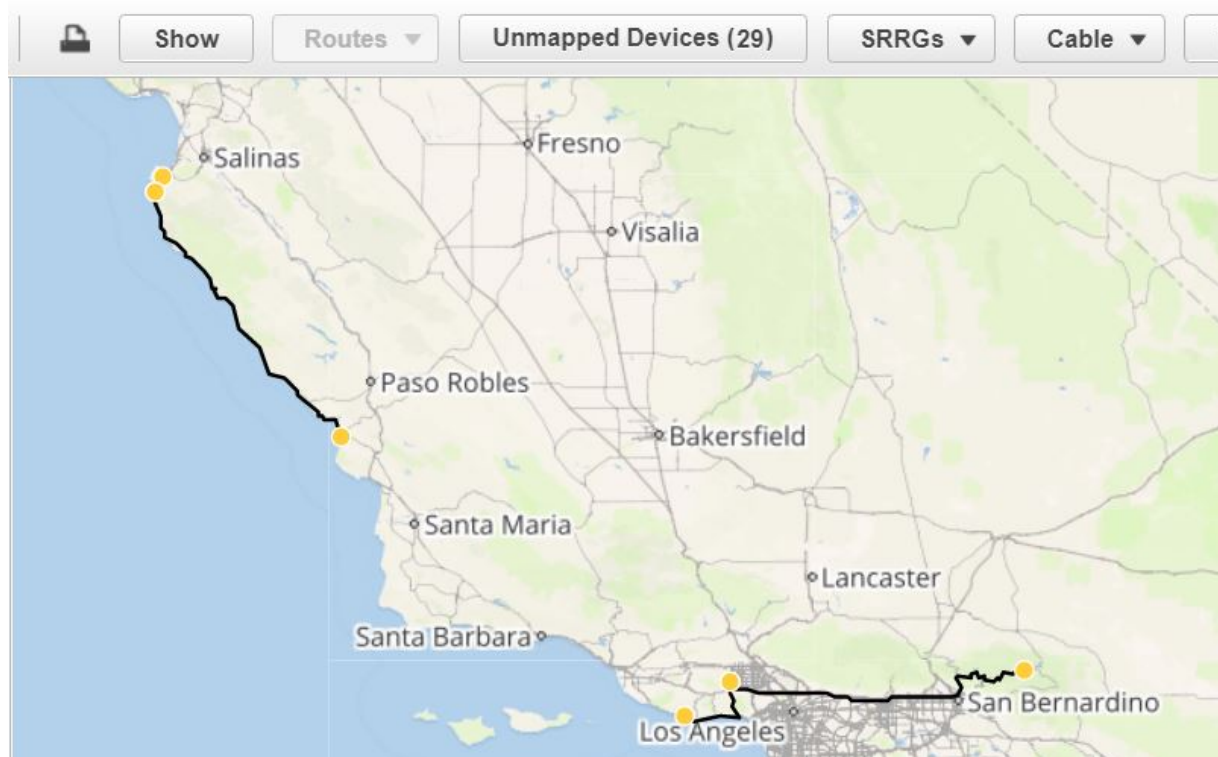 Show
Routes
Unmapped Devices (29)
SRRGs
Cable
Salinas
Fresno
Visalia
Paso Robles
Bakersfield
Santa Maria
Lancaster
Santa Barbara
San Bernardino
Los Angeles